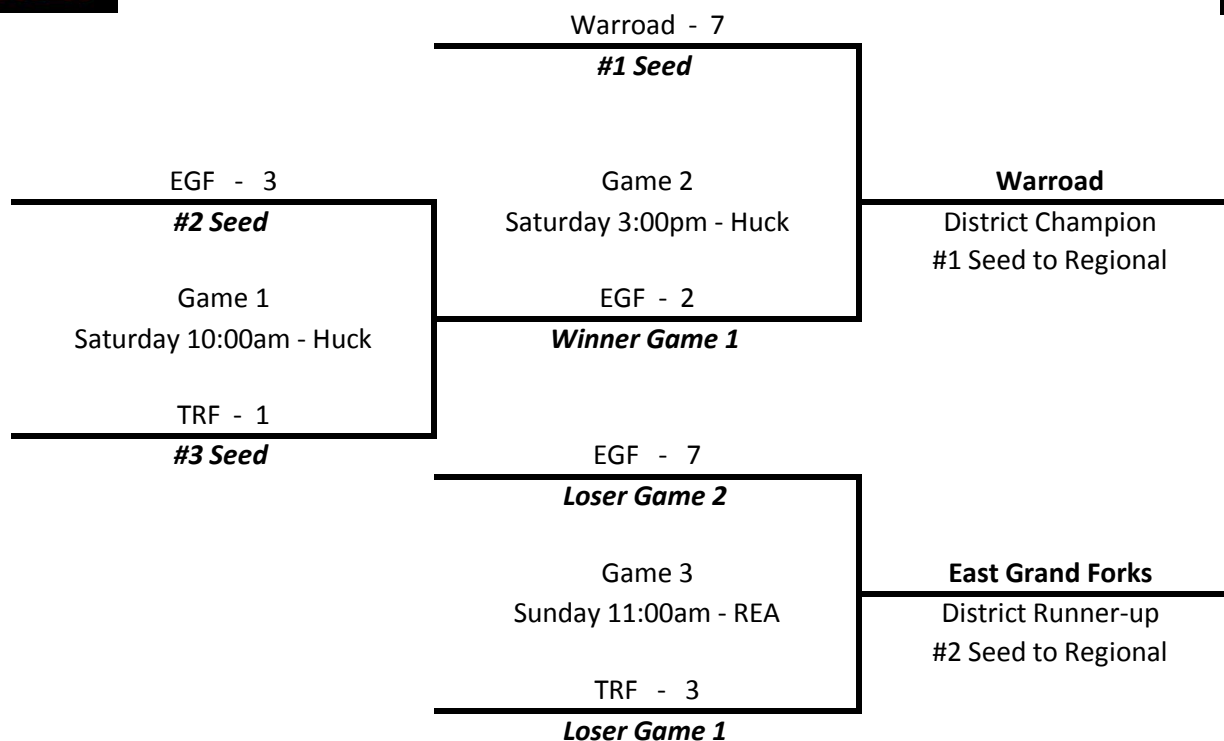 Warroad - 7
#1 Seed
EGF - 3
#2 Seed
Game 1
Saturday 10:00am - Huck
TRF - 1
#3 Seed
Game 2
Saturday 3:00pm - Huck
EGF - 2
Winner Game 1
Warroad
District Champion
#1 Seed to Regional
EGF - 7
Loser Game 2
Game 3
Sunday 11:00am - REA
TRF - 3
Loser Game 1
East Grand Forks
District Runner-up
#2 Seed to Regional